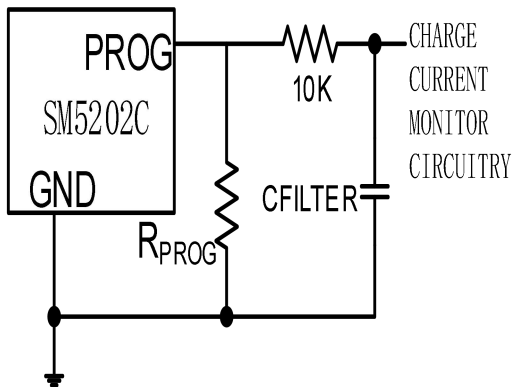 PROG
SM5202C
GND
RPROG
10K
CFILTER
CHARGE
CURRENT
MONITOR
CIRCUITRY